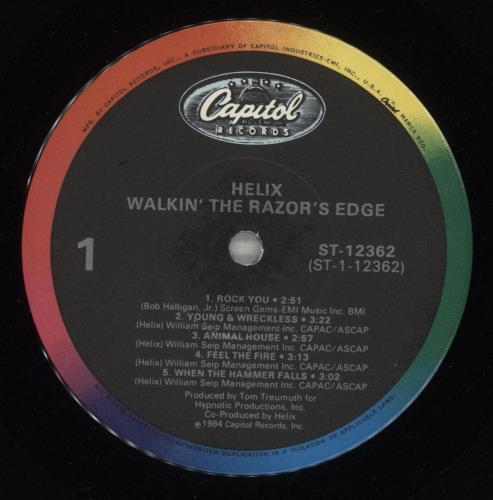 MFG. BY CAPITOL RECORDS, INC., A SUBSIDIARY OF CAPITOL INDUSTRIES-EMI, INC., U.S.A. Capitol MARCA REG.
Capitol
RECORDS
HELIX
WALKIN' THE RAZOR'S EDGE
1
ST-12362
(ST-1-12362)
1. ROCK YOU • 2:51
(Bob Halligan, Jr.) Screen Gems-EMI Music Inc. BMI
2. YOUNG & WRECKLESS • 3:22
(Helix) William Seip Management Inc. CAPAC/ASCAP
3. ANIMAL HOUSE • 2:57
(Helix) William Seip Management Inc. CAPAC/ASCAP
4. FEEL THE FIRE • 3:13
(Helix) William Seip Management Inc. CAPAC/ASCAP
5. WHEN THE HAMMER FALLS • 3:02
(Helix) William Seip Management Inc. CAPAC/ASCAP
Produced by Tom Treumuth for
Hypnotic Productions, Inc.
Co-Produced by Helix
℗1984 Capitol Records, Inc.
UNAUTHORIZED DUPLICATION IS A VIOLATION OF APPLICABLE LAWS.